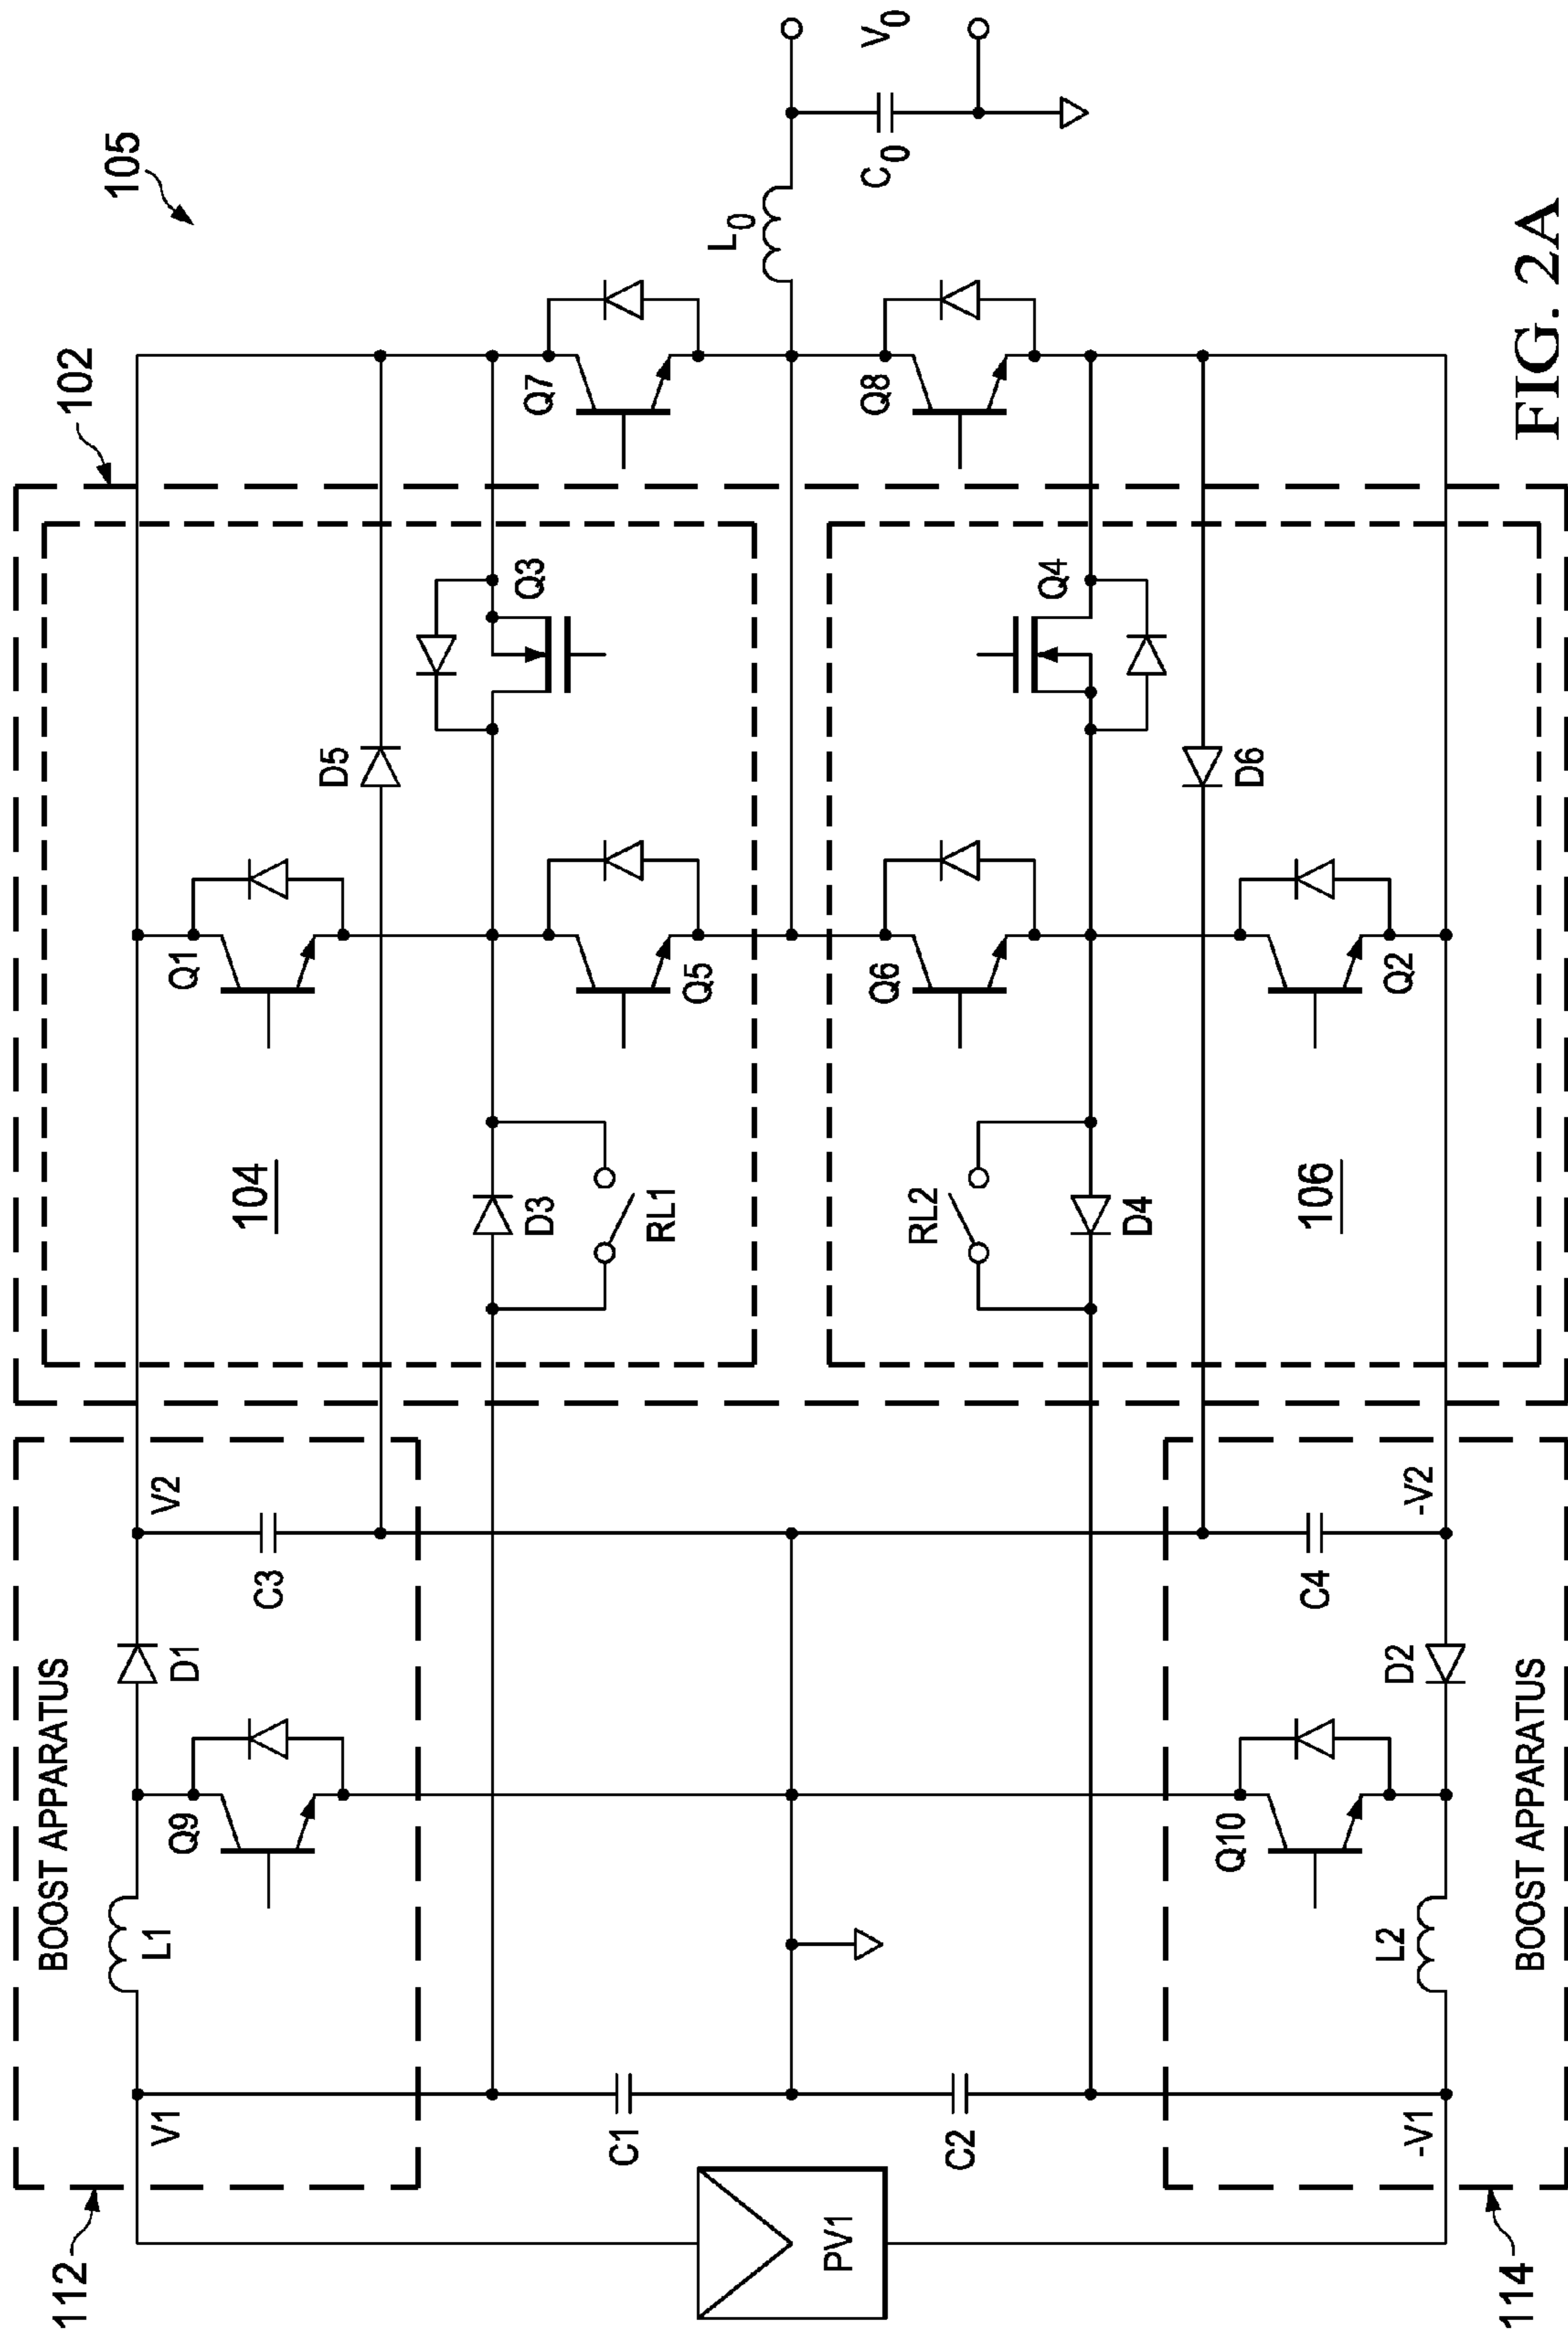 105
102
BOOST APPARATUS
112
V1
L1
Q9
D1
V2
C3
104
Q1
D5
D3
RL1
Q5
Q3
Q7
L0
C0
V0
C1
C2
PV1
RL2
D4
Q6
Q4
Q8
106
D6
Q2
Q10
D2
L2
C4
-V1
-V2
BOOST APPARATUS
114
FIG. 2A